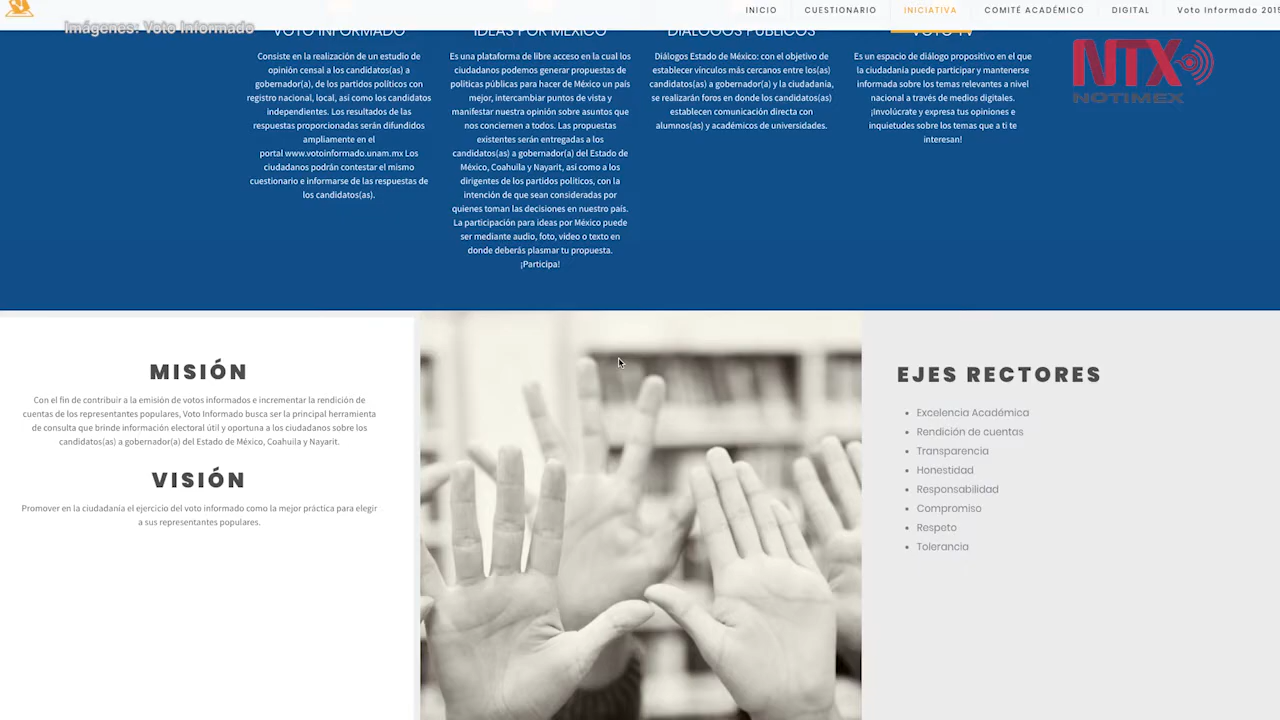 INICIO CUESTIONARIO INICIATIVA COMITÉ ACADÉMICO DIGITAL Voto Informado 2015
Imágenes: Voto Informado
NTX
NOTIMEX
VOTO INFORMADO
Consiste en la realización de un estudio de
opinión censal a los candidatos(as) a
gobernador(a), de los partidos políticos con
registro nacional, local, así como los candidatos
independientes. Los resultados de las
respuestas proporcionadas serán difundidos
ampliamente en el
portal www.votoinformado.unam.mx Los
ciudadanos podrán contestar el mismo
cuestionario e informarse de las respuestas de
los candidatos(as).
IDEAS POR MÉXICO
Es una plataforma de libre acceso en la cual los
ciudadanos podemos generar propuestas de
políticas públicas para hacer de México un país
mejor, intercambiar puntos de vista y
manifestar nuestra opinión sobre asuntos que
nos conciernen a todos. Las propuestas
existentes serán entregadas a los
candidatos(as) a gobernador(a) del Estado de
México, Coahuila y Nayarit, así como a los
dirigentes de los partidos políticos, con la
intención de que sean consideradas por
quienes toman las decisiones en nuestro país.
La participación para ideas por México puede
ser mediante audio, foto, video o texto en
donde deberás plasmar tu propuesta.
¡Participa!
DIÁLOGOS PÚBLICOS
Diálogos Estado de México: con el objetivo de
establecer vínculos más cercanos entre los(as)
candidatos(as) a gobernador(a) y la ciudadanía,
se realizarán foros en donde los candidatos(as)
establecen comunicación directa con
alumnos(as) y académicos de universidades.
VOTO TV
Es un espacio de diálogo propositivo en el que
la ciudadanía puede participar y mantenerse
informada sobre los temas relevantes a nivel
nacional a través de medios digitales.
¡Involúcrate y expresa tus opiniones e
inquietudes sobre los temas que a ti te
interesan!
MISIÓN
Con el fin de contribuir a la emisión de votos informados e incrementar la rendición de
cuentas de los representantes populares, Voto Informado busca ser la principal herramienta
de consulta que brinde información electoral útil y oportuna a los ciudadanos sobre los
candidatos(as) a gobernador(a) del Estado de México, Coahuila y Nayarit.
VISIÓN
Promover en la ciudadanía el ejercicio del voto informado como la mejor práctica para elegir
a sus representantes populares.
EJES RECTORES
Excelencia Académica
Rendición de cuentas
Transparencia
Honestidad
Responsabilidad
Compromiso
Respeto
Tolerancia